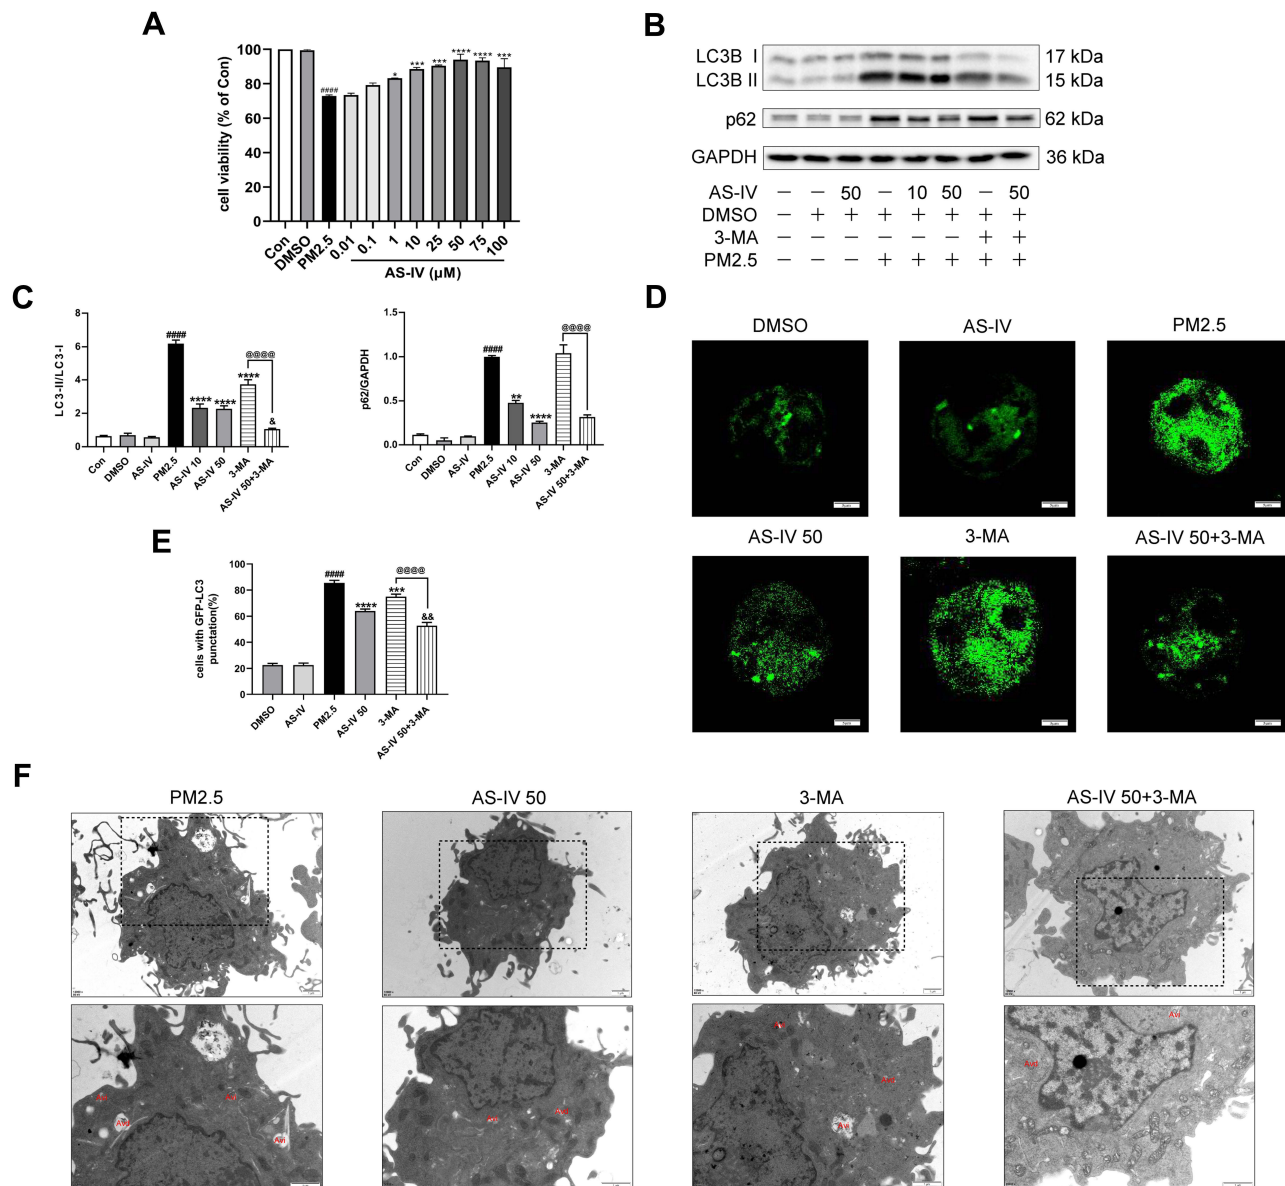 A
cell viability (% of Con)
100
80
60
40
20
0
####
*
***
***
****
****
***
Con
DMSO
PM2.5
0.01
0.1
1
10
25
50
75
100
AS-IV (μM)
B
LC3B I
17 kDa
LC3B II
15 kDa
p62
62 kDa
GAPDH
36 kDa
AS-IV − − 50 − 10 50 − 50
DMSO − + + + + + + +
3-MA − − − − − − + +
PM2.5 − − − + + + + +
C
LC3-II/LC3-I
8
6
4
2
0
####
****
****
****
@@@@
&
Con
DMSO
AS-IV
PM2.5
AS-IV 10
AS-IV 50
3-MA
AS-IV 50+3-MA
p62/GAPDH
1.5
1.0
0.5
0.0
####
**
****
@@@@
Con
DMSO
AS-IV
PM2.5
AS-IV 10
AS-IV 50
3-MA
AS-IV 50+3-MA
D
DMSO
AS-IV
PM2.5
AS-IV 50
3-MA
AS-IV 50+3-MA
E
cells with GFP-LC3
punctation(%)
100
80
60
40
20
0
####
****
***
@@@@
&&
DMSO
AS-IV
PM2.5
AS-IV 50
3-MA
AS-IV 50+3-MA
F
PM2.5
AS-IV 50
3-MA
AS-IV 50+3-MA
Avi
Avi
Avi
Avd